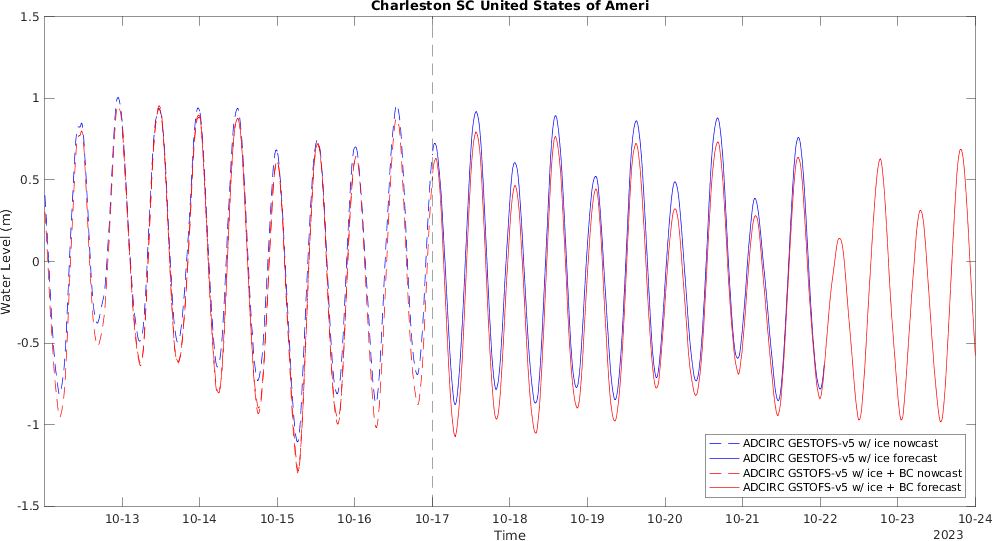 Charleston SC United States of Ameri
1.5
1
0.5
0
-0.5
-1
-1.5
Water Level (m)
ADCIRC GESTOFS-v5 w/ ice nowcast
ADCIRC GESTOFS-v5 w/ ice forecast
ADCIRC GSTOFS-v5 w/ ice + BC nowcast
ADCIRC GSTOFS-v5 w/ ice + BC forecast
10-13 10-14 10-15 10-16 10-17 10-18 10-19 10-20 10-21 10-22 10-23 10-24
Time
2023